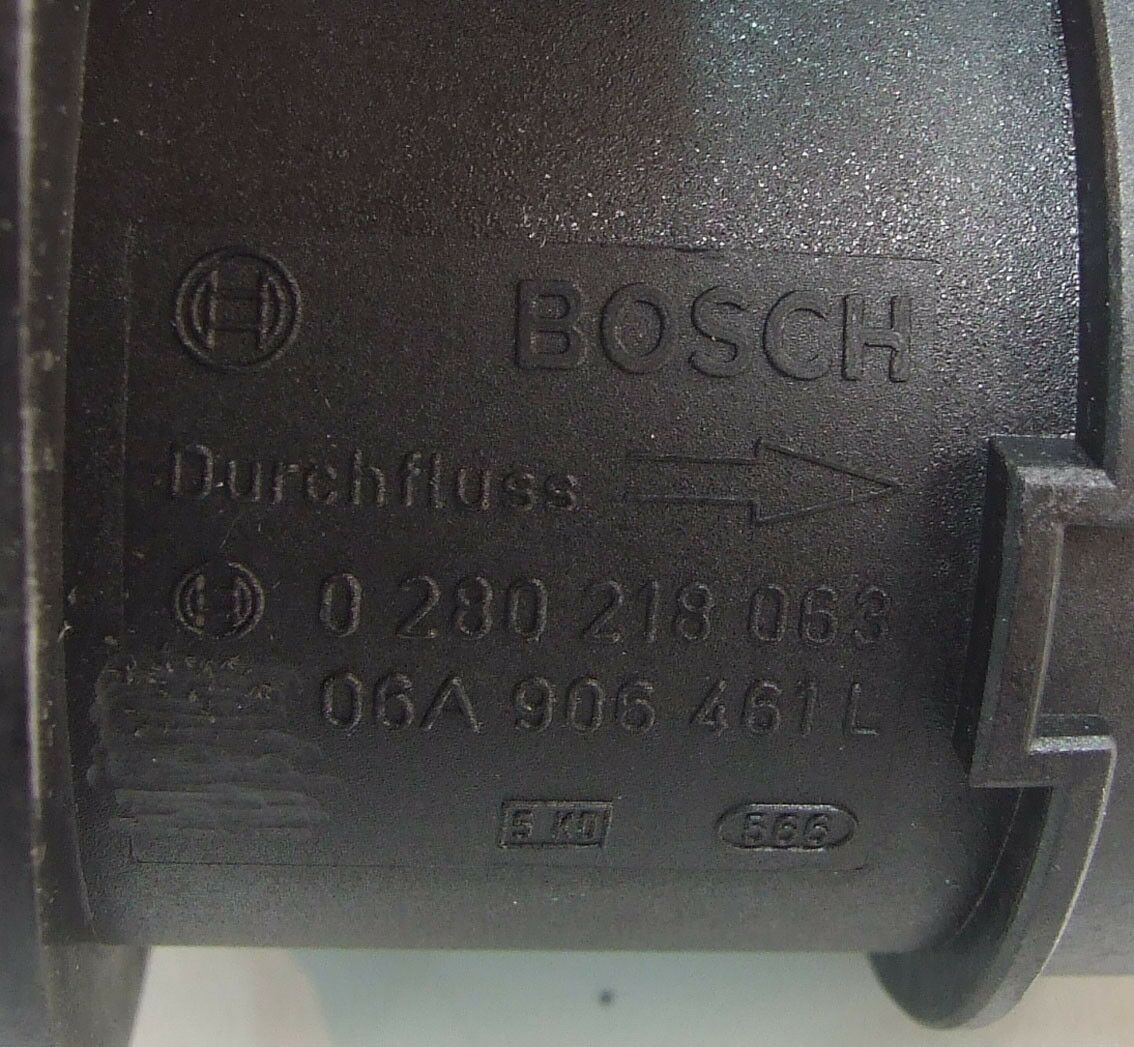 BOSCH
Durchfluss
0 280 218 063
06A 906 461 L
566